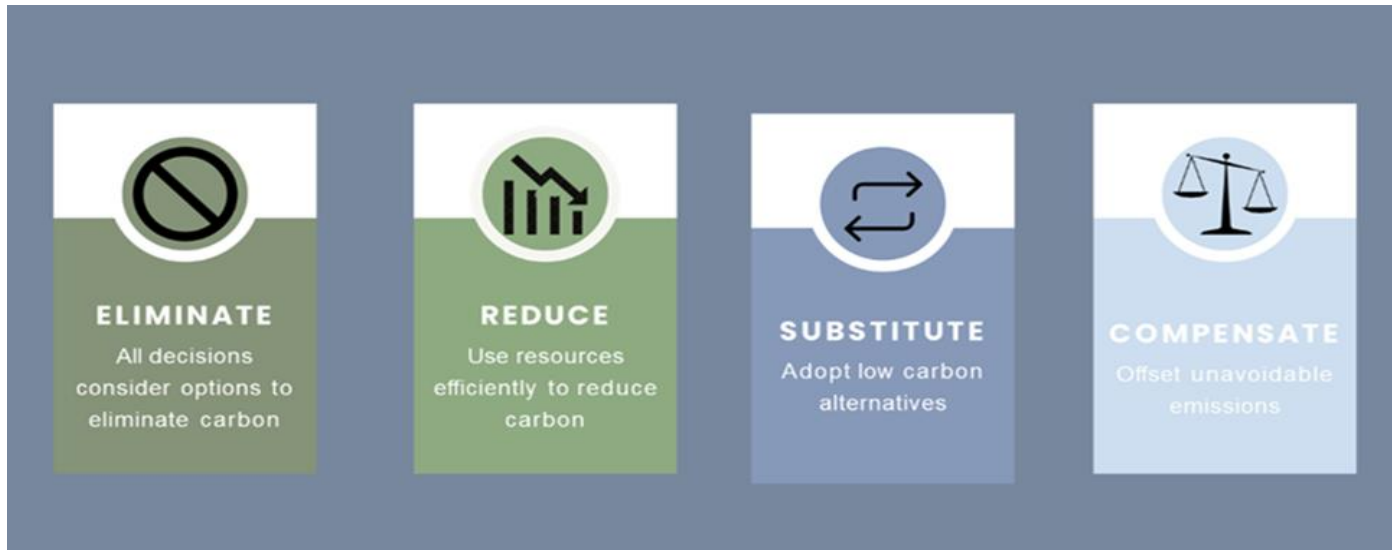 ELIMINATE
All decisions
consider options to
eliminate carbon
REDUCE
Use resources
efficiently to reduce
carbon
SUBSTITUTE
Adopt low carbon
alternatives
COMPENSATE
Offset unavoidable
emissions